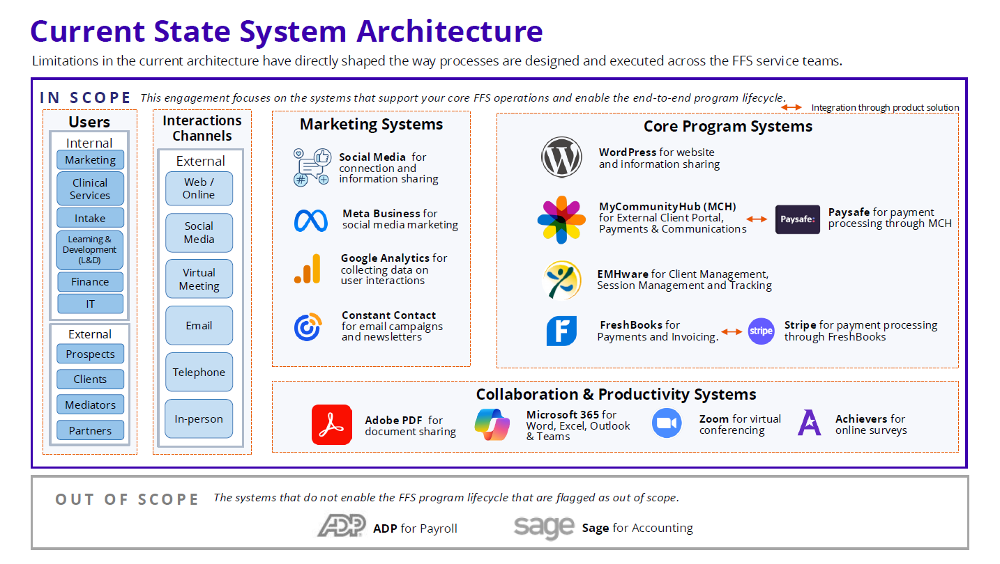 Current State System Architecture
Limitations in the current architecture have directly shaped the way processes are designed and executed across the FFS service teams.
IN SCOPE
This engagement focuses on the systems that support your core FFS operations and enable the end-to-end program lifecycle.
Integration through product solution
Users
Internal
Marketing
Clinical
Services
Intake
Learning &
Development
(L&D)
Finance
IT
External
Prospects
Clients
Mediators
Partners
Interactions
Channels
External
Web /
Online
Social
Media
Virtual
Meeting
Email
Telephone
In-person
Marketing Systems
Social Media for
connection and
information sharing
Meta Business for
social media marketing
Google Analytics for
collecting data on
user interactions
Constant Contact
for email campaigns
and newsletters
Core Program Systems
WordPress for website
and information sharing
MyCommunityHub (MCH)
for External Client Portal,
Payments & Communications
Paysafe:
Paysafe for payment
processing through MCH
EMHware for Client Management,
Session Management and Tracking
FreshBooks for
Payments and Invoicing.
stripe
Stripe for payment processing
through FreshBooks
Collaboration & Productivity Systems
Adobe PDF for
document sharing
Microsoft 365 for
Word, Excel, Outlook
& Teams
Zoom for virtual
conferencing
Achievers for
online surveys
OUT OF SCOPE
The systems that do not enable the FFS program lifecycle that are flagged as out of scope.
ADP
ADP for Payroll
sage
Sage for Accounting